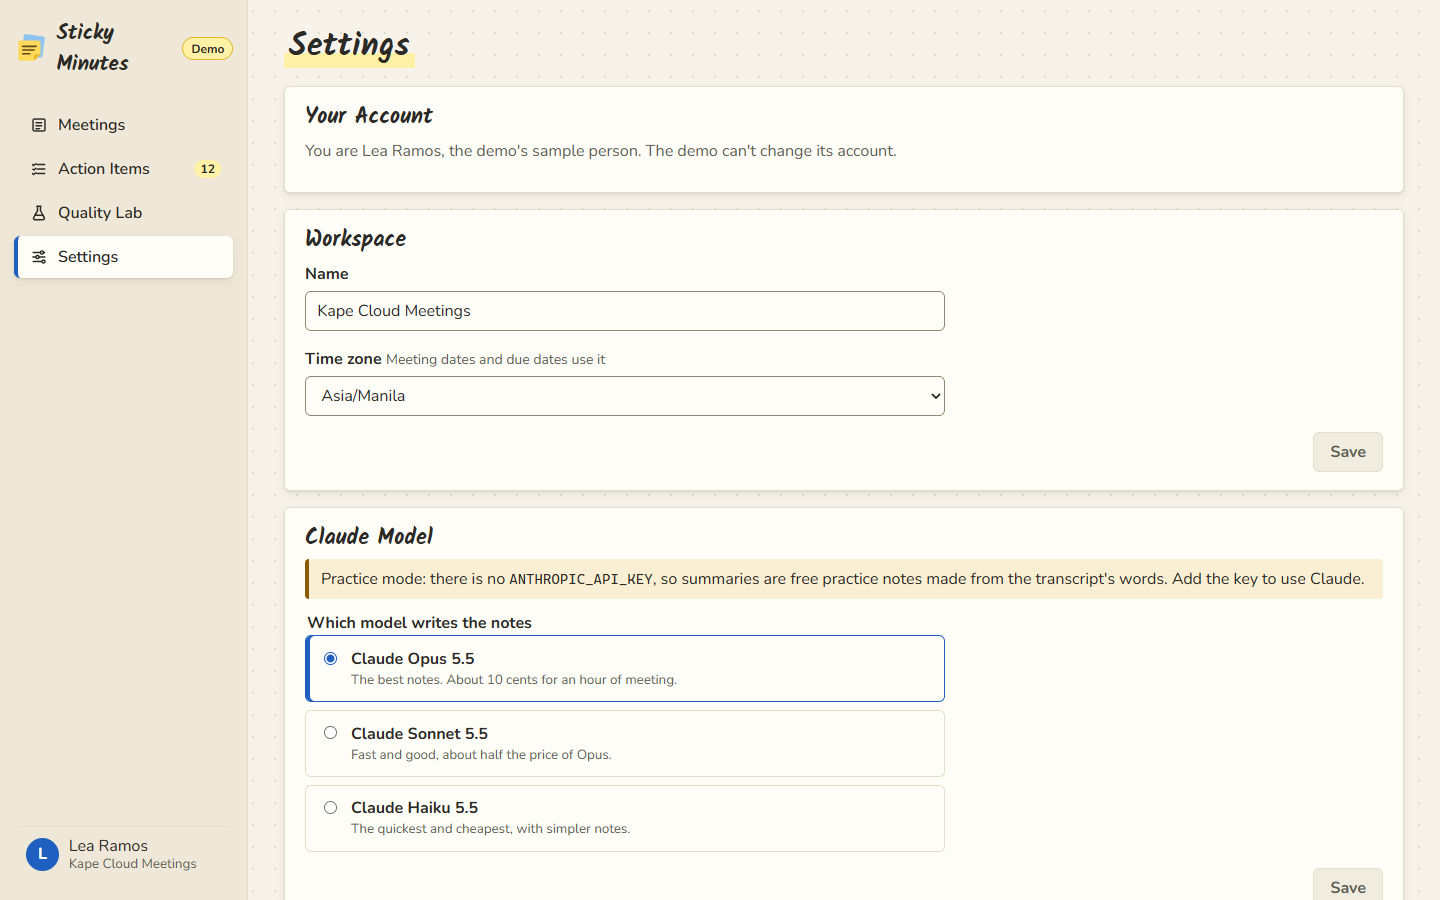 Sticky
Minutes
Demo
Meetings
Action Items
12
Quality Lab
Settings
L
Lea Ramos
Kape Cloud Meetings
Settings
Your Account
You are Lea Ramos, the demo's sample person. The demo can't change its account.
Workspace
Name
Kape Cloud Meetings
Time zone Meeting dates and due dates use it
Asia/Manila
Save
Claude Model
Practice mode: there is no ANTHROPIC_API_KEY, so summaries are free practice notes made from the transcript's words. Add the key to use Claude.
Which model writes the notes
Claude Opus 5.5
The best notes. About 10 cents for an hour of meeting.
Claude Sonnet 5.5
Fast and good, about half the price of Opus.
Claude Haiku 5.5
The quickest and cheapest, with simpler notes.
Save